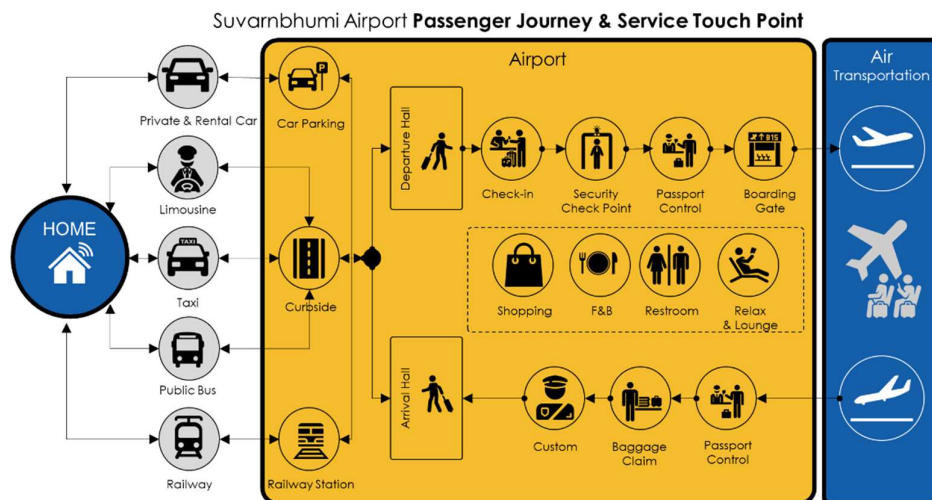 Suvarnbhumi Airport Passenger Journey & Service Touch Point
Airport
Air
Transportation
HOME
Private & Rental Car
Limousine
TAXI
Taxi
Public Bus
Railway
P
Car Parking
Curbside
Railway Station
Departure Hall
Check-in
Security
Check Point
Passport
Control
B15
Boarding
Gate
Shopping
F&B
Restroom
Relax
& Lounge
Arrival Hall
Custom
Baggage
Claim
Passport
Control